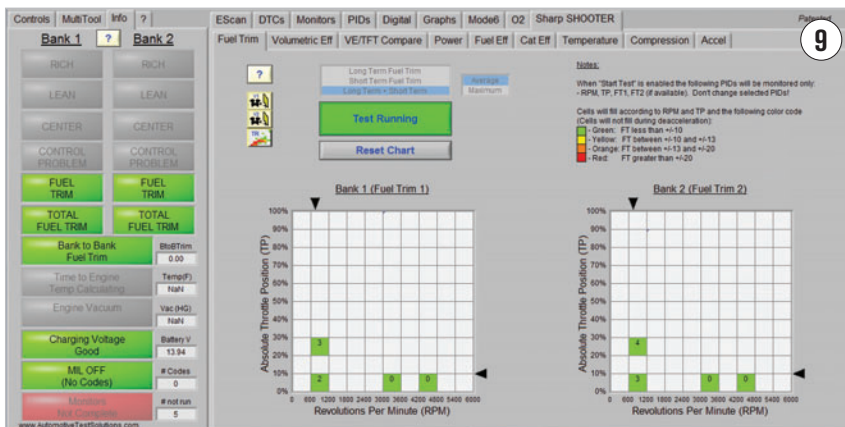 Controls MultiTool Info ?
EScan DTCs Monitors PIDs Digital Graphs Mode6 O2 Sharp SHOOTER
Patented
9
Bank 1 ? Bank 2
RICH RICH
LEAN LEAN
CENTER CENTER
CONTROL PROBLEM CONTROL PROBLEM
FUEL TRIM FUEL TRIM
TOTAL FUEL TRIM TOTAL FUEL TRIM
Bank to Bank Fuel Trim
BtoBTrim
0.00
Time to Engine Temp Calculating
Temp(F)
NaN
Engine Vacuum
Vac (HG)
NaN
Charging Voltage Good
Battery V
13.94
MIL OFF (No Codes)
# Codes
0
Monitors Not Complete
# not run
5
www.AutomotiveTestSolutions.com
Fuel Trim Volumetric Eff VE/TFT Compare Power Fuel Eff Cat Eff Temperature Compression Accel
?
Long Term Fuel Trim
Short Term Fuel Trim
Long Term + Short Term
Average
Maximum
Test Running
Reset Chart
Notes:
When "Start Test" is enabled the following PIDs will be monitored only:
- RPM, TP, FT1, FT2 (if available). Don't change selected PIDs!
Cells will fill according to RPM and TP and the following color code
(Cells will not fill during deacceleration):
- Green: FT less than +/-10
- Yellow: FT between +/-10 and +/-13
- Orange: FT between +/-13 and +/-20
- Red: FT greater than +/-20
Bank 1 (Fuel Trim 1)
Absolute Throttle Position (TP)
100%
90%
80%
70%
60%
50%
40%
30%
20%
10%
0%
3
2 0 0
0 600 1200 1800 2400 3000 3600 4200 4800 5400 6000
Revolutions Per Minute (RPM)
Bank 2 (Fuel Trim 2)
Absolute Throttle Position (TP)
100%
90%
80%
70%
60%
50%
40%
30%
20%
10%
0%
4
3 0 0
0 600 1200 1800 2400 3000 3600 4200 4800 5400 6000
Revolutions Per Minute (RPM)